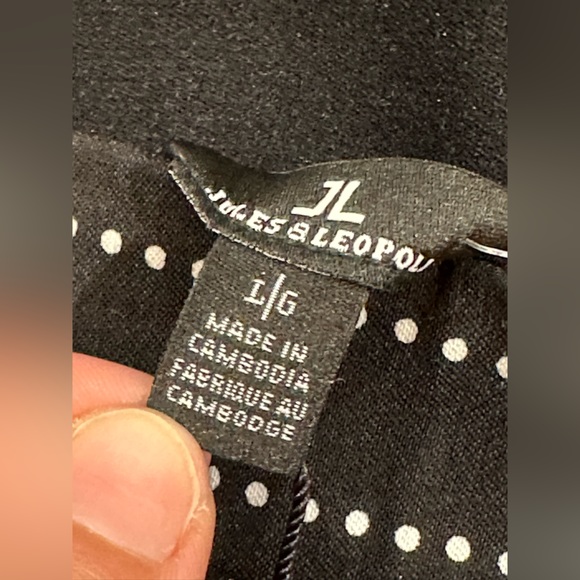 JL
JULES & LEOPOL
L/G
MADE IN
CAMBODIA
FABRIQUE AU
CAMBODGE